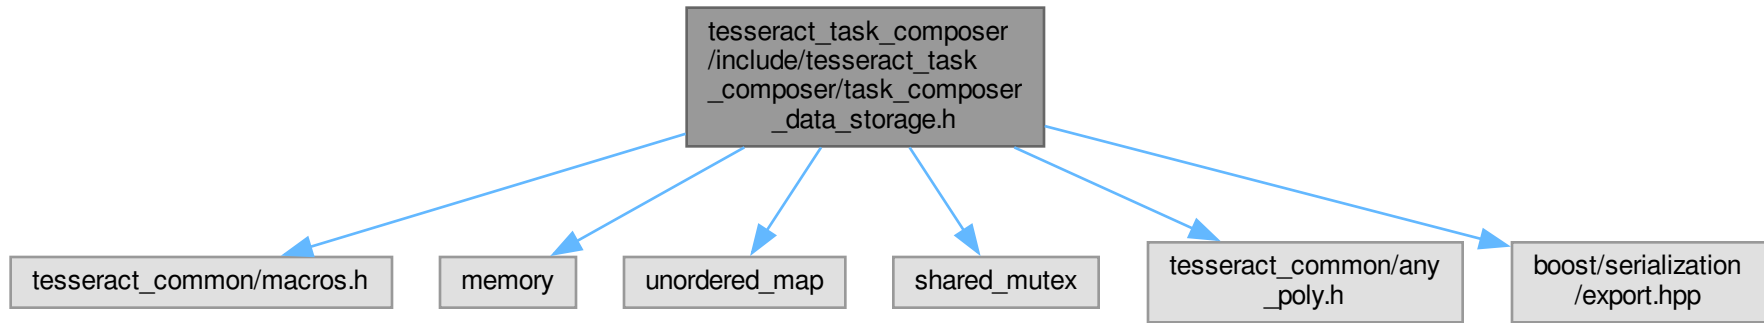 tesseract_task_composer
/include/tesseract_task
_composer/task_composer
_data_storage.h
tesseract_common/macros.h
memory
unordered_map
shared_mutex
tesseract_common/any
_poly.h
boost/serialization
/export.hpp